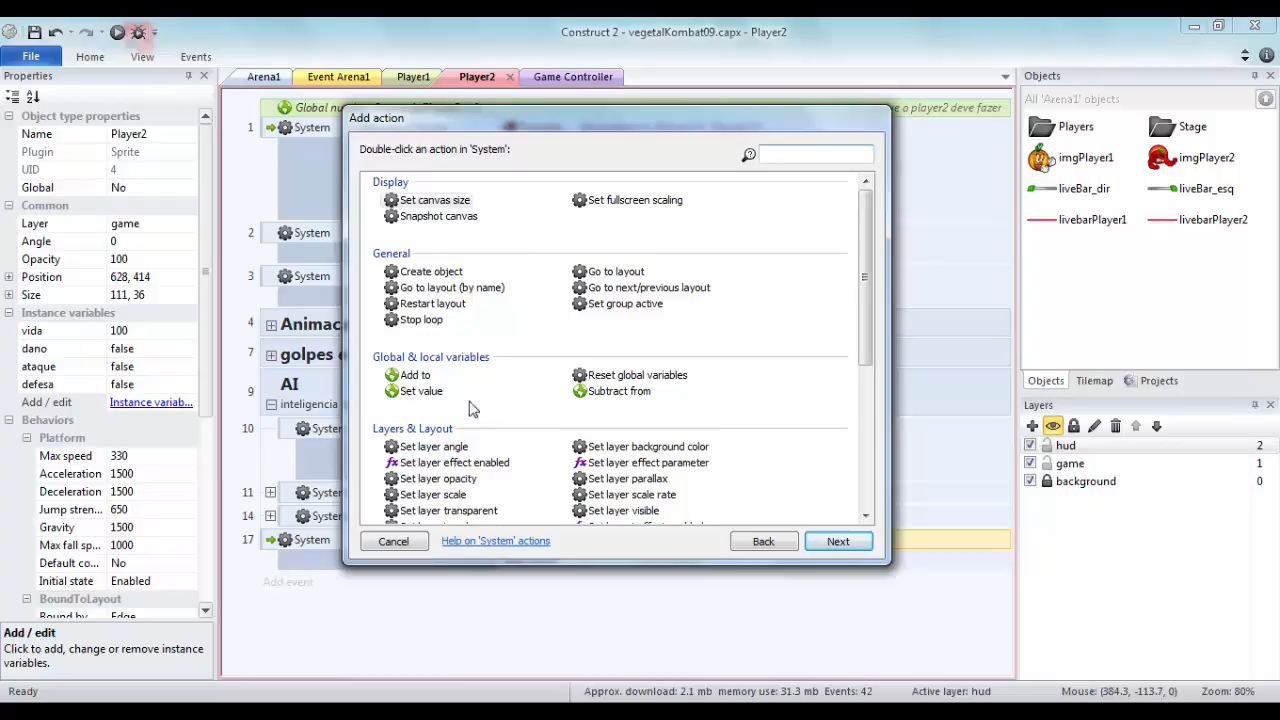 Construct 2 - vegetalKombat09.capx - Player2
File
Home
View
Events
Properties
Arena1
Event Arena1
Player1
Player2
Game Controller
Objects
Object type properties
Name Player2
Plugin Sprite
UID 4
Global No
Common
Layer game
Angle 0
Opacity 100
Position 628, 414
Size 111, 36
Instance variables
vida 100
dano false
ataque false
defesa false
Add / edit Instance variab...
Behaviors
Platform
Max speed 330
Acceleration 1500
Deceleration 1500
Jump stren... 650
Gravity 1500
Max fall sp... 1000
Default co... No
Initial state Enabled
BoundToLayout
Bound by Edge
Add / edit
Click to add, change or remove instance
variables.
Global nu
o player2 deve fazer
1 System
2 System
3 System
4 Animac
7 golpes
9 AI
inteligencia
10 System
11 System
14 System
17 System
Add event
Add action
Double-click an action in 'System':
Display
Set canvas size
Set fullscreen scaling
Snapshot canvas
General
Create object
Go to layout
Go to layout (by name)
Go to next/previous layout
Restart layout
Set group active
Stop loop
Global & local variables
Add to
Reset global variables
Set value
Subtract from
Layers & Layout
Set layer angle
Set layer background color
Set layer effect enabled
Set layer effect parameter
Set layer opacity
Set layer parallax
Set layer scale
Set layer scale rate
Set layer transparent
Set layer visible
Cancel
Help on 'System' actions
Back
Next
All 'Arena1' objects
Players
Stage
imgPlayer1
imgPlayer2
liveBar_dir
liveBar_esq
livebarPlayer1
livebarPlayer2
Objects
Tilemap
Projects
Layers
hud 2
game 1
background 0
Ready
Approx. download: 2.1 mb memory use: 31.3 mb Events: 42
Active layer: hud
Mouse: (384.3, -113.7, 0)
Zoom: 80%